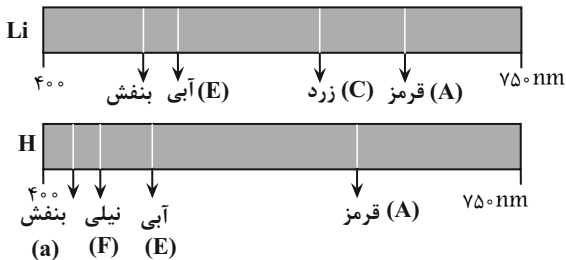 Li
۴۰۰ بنفش آبی (E) زرد (C) قرمز (A) ۷۵۰nm
H
۴۰۰ ۷۵۰nm
بنفش نیلی آبی قرمز (A)
(a) (F) (E)